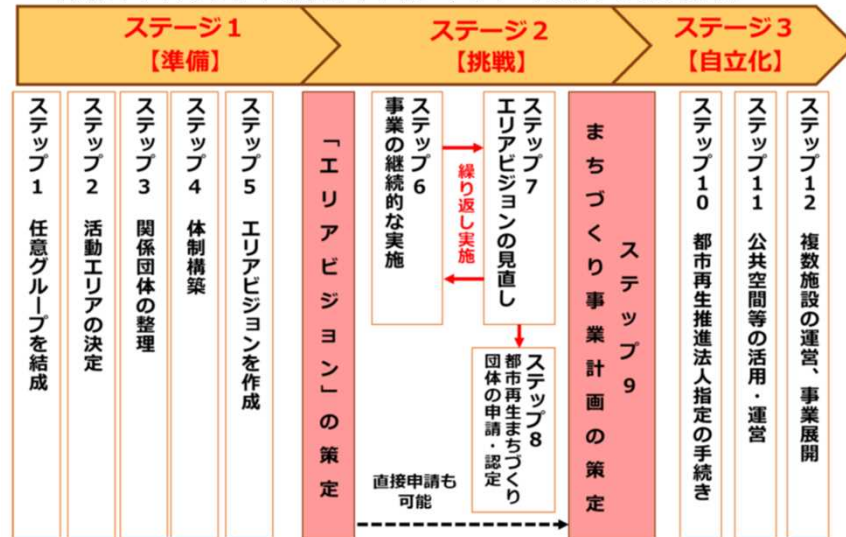 ステージ1
【準備】
ステージ2
【挑戦】
ステージ3
【自立化】
ステップ1 任意グループを結成
ステップ2 活動エリアの決定
ステップ3 関係団体の整理
ステップ4 体制構築
ステップ5 エリアビジョンを作成
「エリアビジョン」の策定
ステップ6
事業の継続的な実施
繰り返し実施
ステップ7
エリアビジョンの見直し
ステップ8
都市再生まちづくり
団体の申請・認定
直接申請も
可能
ステップ9
まちづくり事業計画の策定
ステップ10 都市再生推進法人指定の手続き
ステップ11 公共空間等の活用・運営
ステップ12 複数施設の運営、事業展開